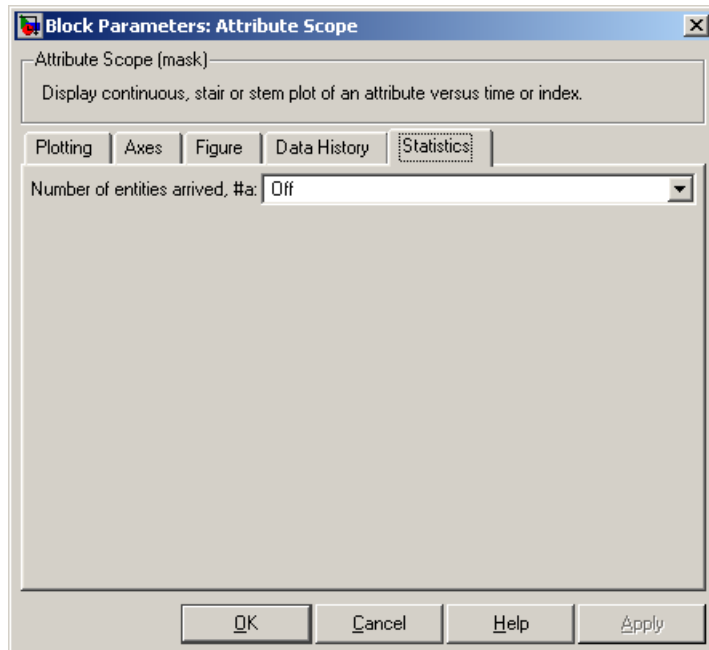 Block Parameters: Attribute Scope
Attribute Scope (mask)
Display continuous, stair or stem plot of an attribute versus time or index.
Plotting Axes Figure Data History Statistics
Number of entities arrived, #a: Off
OK Cancel Help Apply